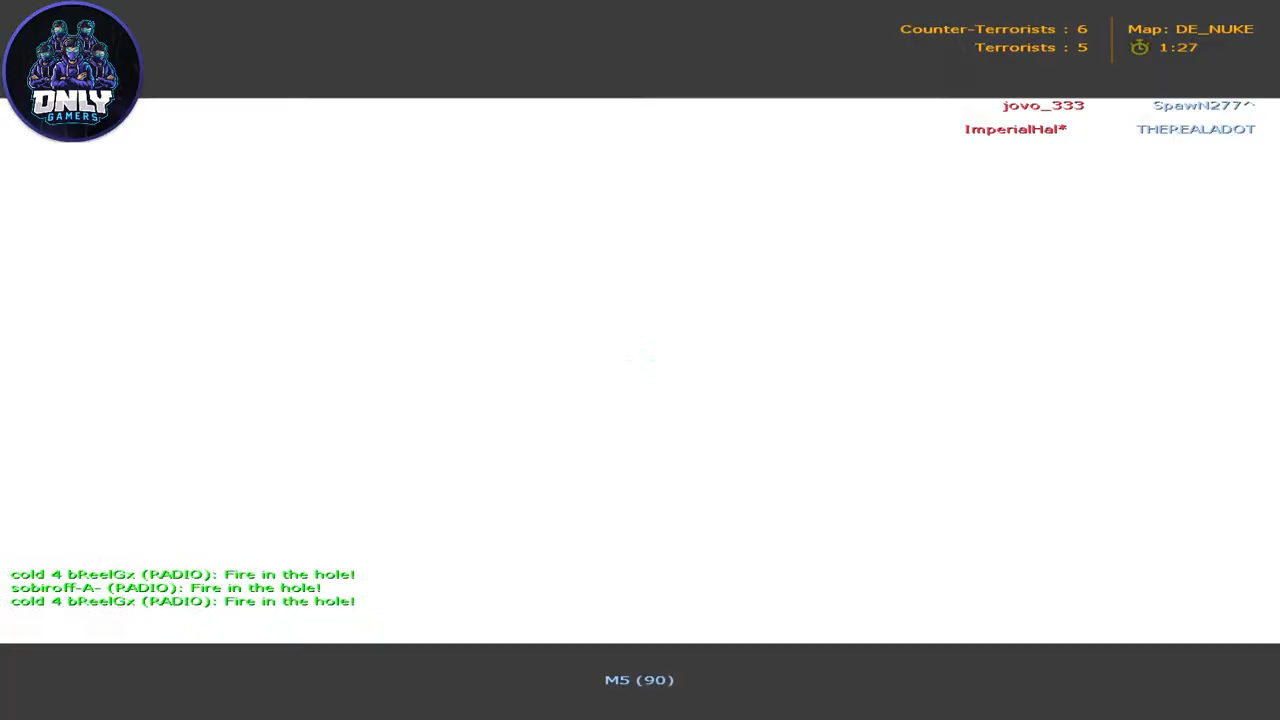 ONLY
GAMERS
Counter-Terrorists : 6
Terrorists : 5
Map: DE_NUKE
1:27
jovo_333 SpawN277^
ImperialHal* THEREALADOT
cold 4 bReelGx (RADIO): Fire in the hole!
sobiroff-A- (RADIO): Fire in the hole!
cold 4 bReelGx (RADIO): Fire in the hole!
M5 (90)